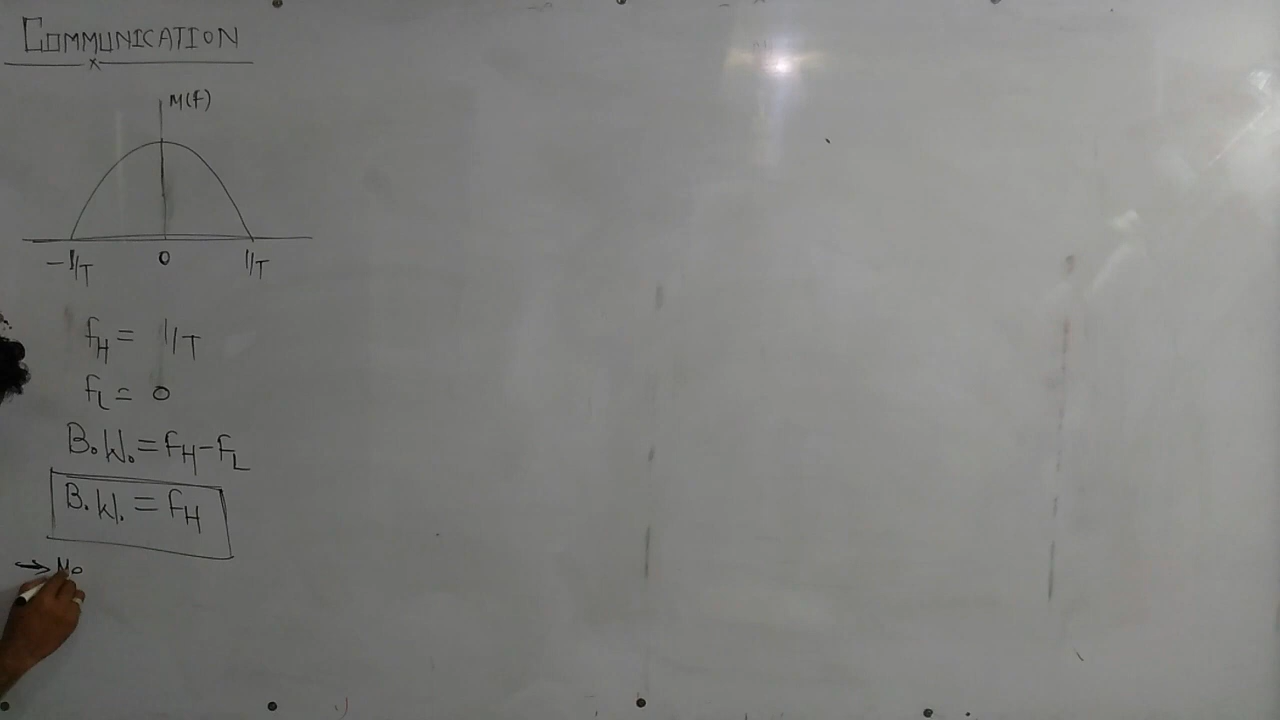 COMMUNICATION
x
M(f)
-1/T 0 1/T
fH = 1/T
fL = 0
B.W. = fH - fL
B.W. = fH
→ No